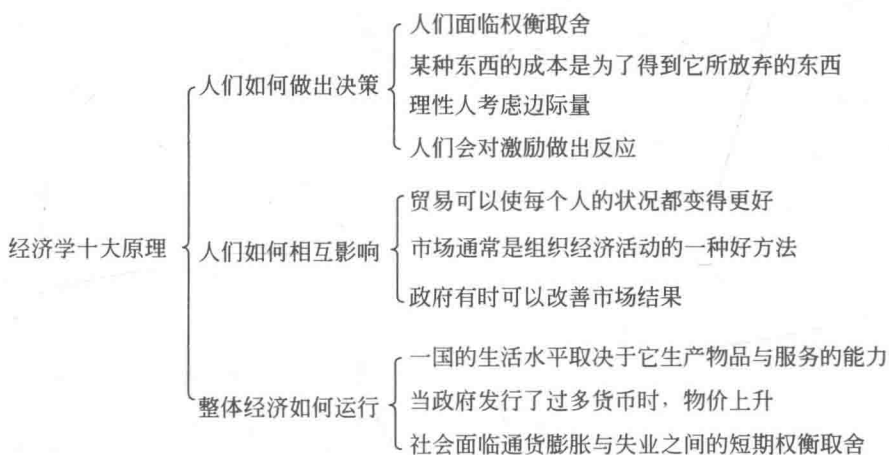 人们面临权衡取舍
某种东西的成本是为了得到它所放弃的东西
人们如何做出决策
理性人考虑边际量
人们会对激励做出反应
贸易可以使每个人的状况都变得更好
经济学十大原理
人们如何相互影响
市场通常是组织经济活动的一种好方法
政府有时可以改善市场结果
一国的生活水平取决于它生产物品与服务的能力
整体经济如何运行
当政府发行了过多货币时，物价上升
社会面临通货膨胀与失业之间的短期权衡取舍